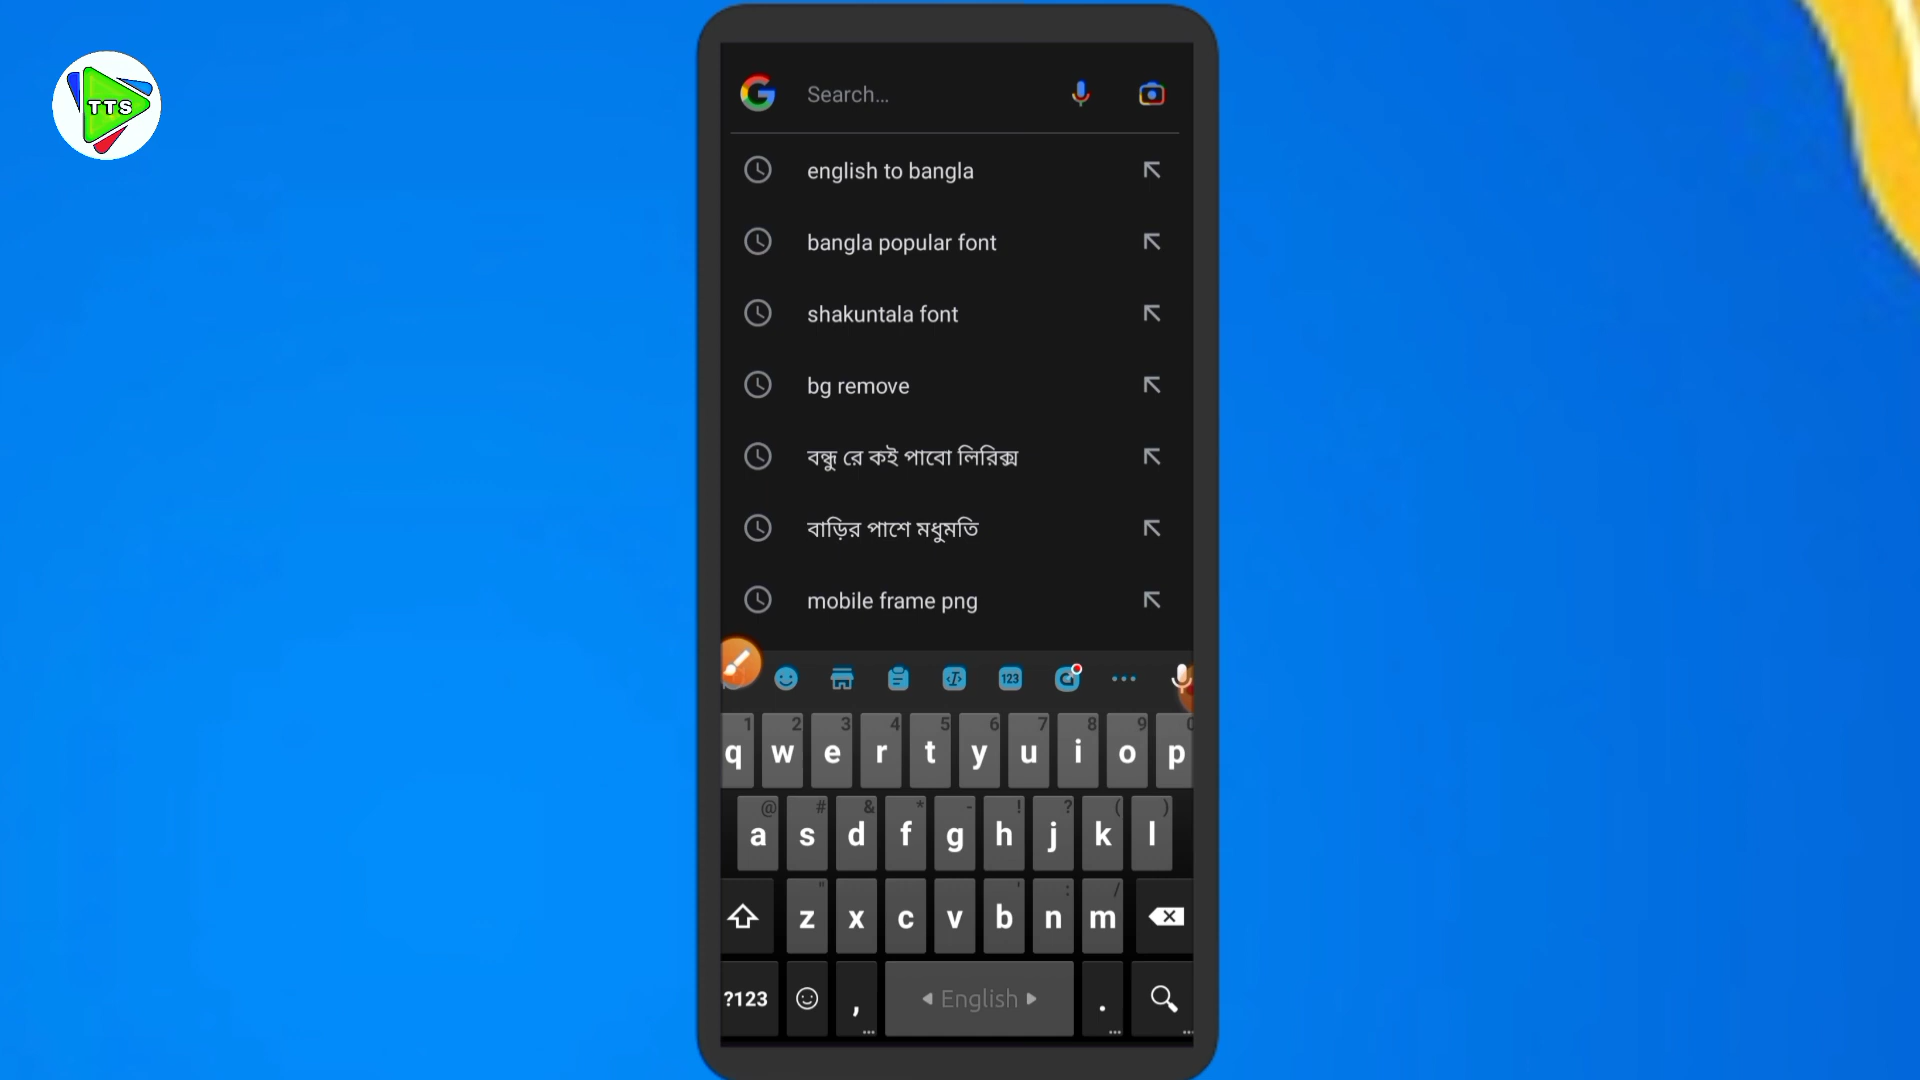 TTS
Search...
english to bangla
bangla popular font
shakuntala font
bg remove
বন্ধু রে কই পাবো লিরিক্স
বাড়ির পাশে মধুমতি
mobile frame png
123
1 2 3 4 5 6 7 8 9 0
q w e r t y u i o p
@ # & * - ! ? ( )
a s d f g h j k l
" ' : /
z x c v b n m
?123 , English .